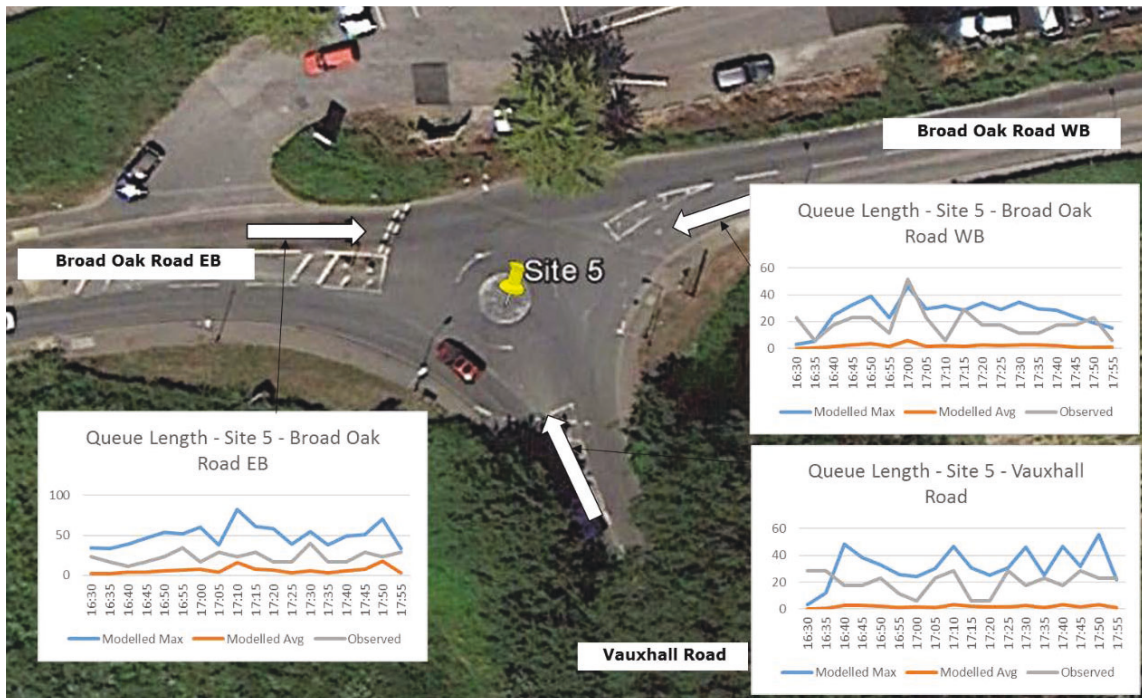 Broad Oak Road WB
Broad Oak Road EB
Site 5
Queue Length - Site 5 - Broad Oak
Road WB
60
40
20
0
16:30 16:35 16:40 16:45 16:50 16:55 17:00 17:05 17:10 17:15 17:20 17:25 17:30 17:35 17:40 17:45 17:50 17:55
Modelled Max Modelled Avg Observed
Queue Length - Site 5 - Broad Oak
Road EB
100
50
0
16:30 16:35 16:40 16:45 16:50 16:55 17:00 17:05 17:10 17:15 17:20 17:25 17:30 17:35 17:40 17:45 17:50 17:55
Modelled Max Modelled Avg Observed
Queue Length - Site 5 - Vauxhall
Road
60
40
20
0
16:30 16:35 16:40 16:45 16:50 16:55 17:00 17:05 17:10 17:15 17:20 17:25 17:30 17:35 17:40 17:45 17:50 17:55
Modelled Max Modelled Avg Observed
Vauxhall Road